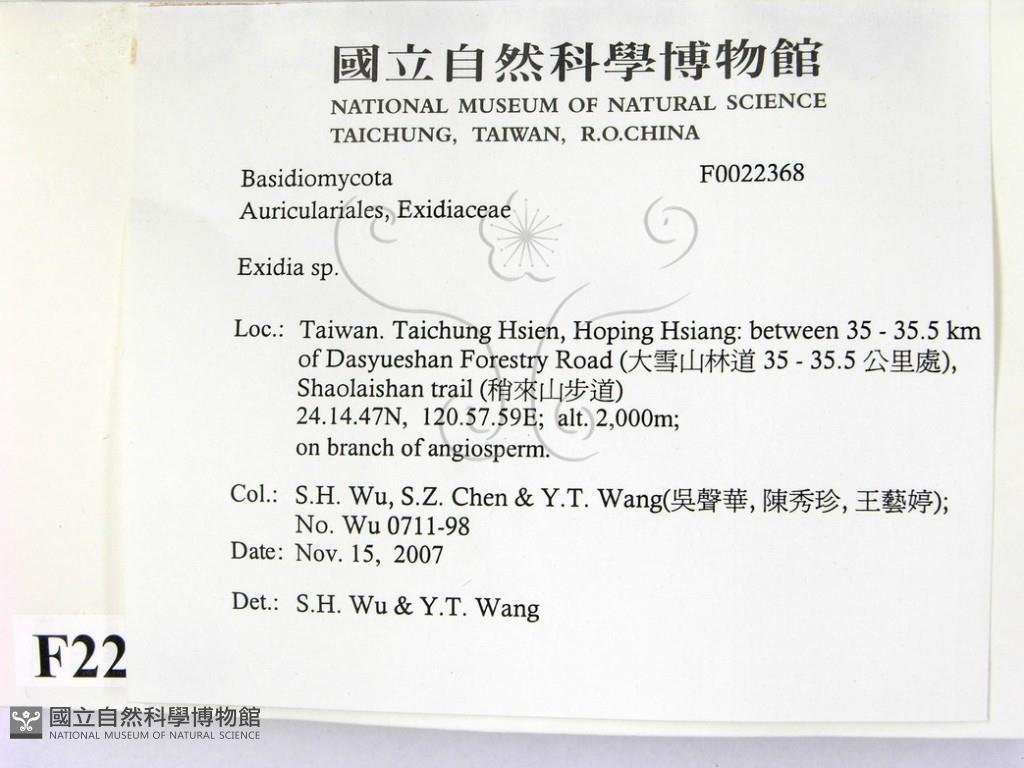 國立自然科學博物館
NATIONAL MUSEUM OF NATURAL SCIENCE
TAICHUNG, TAIWAN, R.O.CHINA
Basidiomycota F0022368
Auriculariales, Exidiaceae
Exidia sp.
Loc.: Taiwan. Taichung Hsien, Hoping Hsiang: between 35 - 35.5 km
of Dasyueshan Forestry Road (大雪山林道 35 - 35.5 公里處),
Shaolaishan trail (稍來山步道)
24.14.47N, 120.57.59E; alt. 2,000m;
on branch of angiosperm.
Col.: S.H. Wu, S.Z. Chen & Y.T. Wang(吳聲華, 陳秀珍, 王藝婷);
No. Wu 0711-98
Date: Nov. 15, 2007
Det.: S.H. Wu & Y.T. Wang
F22
國立自然科學博物館
NATIONAL MUSEUM OF NATURAL SCIENCE